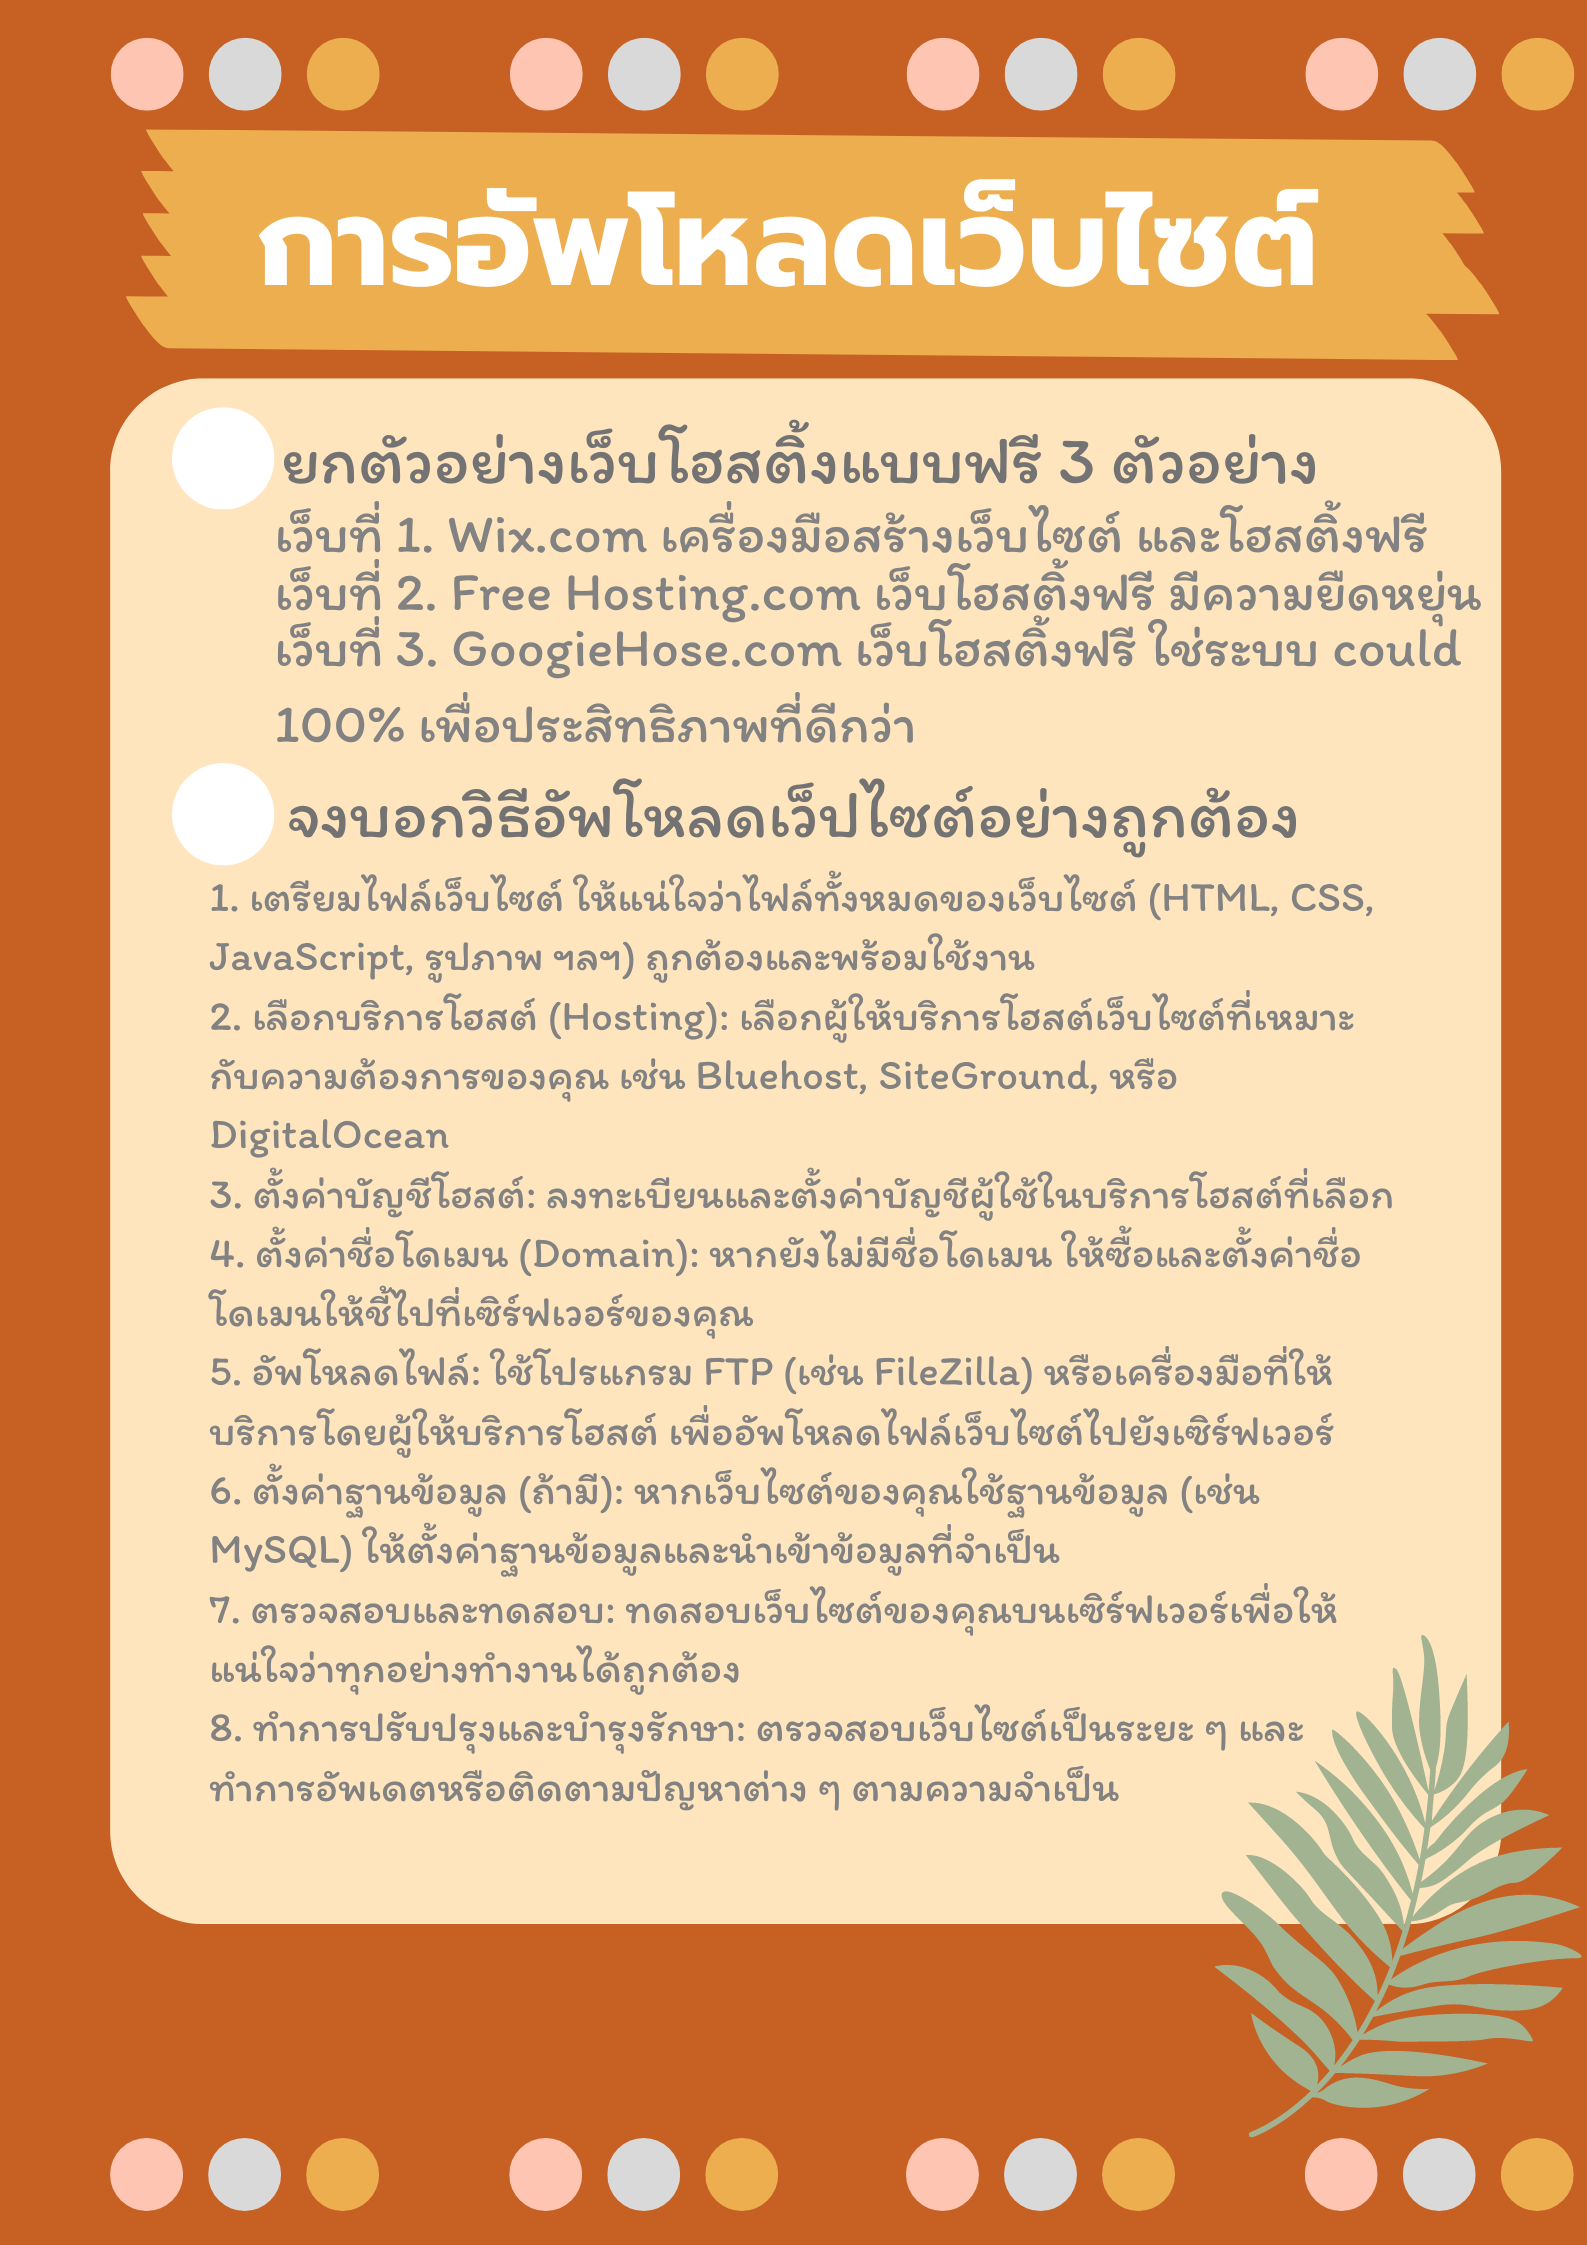 การอัพโหลดเว็บไซต์
ยกตัวอย่างเว็บโฮสติ้งแบบฟรี 3 ตัวอย่าง
เว็บที่ 1. Wix.com เครื่องมือสร้างเว็บไซต์ และโฮสติ้งฟรี
เว็บที่ 2. Free Hosting.com เว็บโฮสติ้งฟรี มีความยืดหยุ่น
เว็บที่ 3. GoogieHose.com เว็บโฮสติ้งฟรี ใช่ระบบ could
100% เพื่อประสิทธิภาพที่ดีกว่า
จงบอกวิธีอัพโหลดเว็ปไซต์อย่างถูกต้อง
1. เตรียมไฟล์เว็บไซต์ ให้แน่ใจว่าไฟล์ทั้งหมดของเว็บไซต์ (HTML, CSS,
JavaScript, รูปภาพ ฯลฯ) ถูกต้องและพร้อมใช้งาน
2. เลือกบริการโฮสต์ (Hosting): เลือกผู้ให้บริการโฮสต์เว็บไซต์ที่เหมาะ
กับความต้องการของคุณ เช่น Bluehost, SiteGround, หรือ
DigitalOcean
3. ตั้งค่าบัญชีโฮสต์: ลงทะเบียนและตั้งค่าบัญชีผู้ใช้ในบริการโฮสต์ที่เลือก
4. ตั้งค่าชื่อโดเมน (Domain): หากยังไม่มีชื่อโดเมน ให้ซื้อและตั้งค่าชื่อ
โดเมนให้ชี้ไปที่เซิร์ฟเวอร์ของคุณ
5. อัพโหลดไฟล์: ใช้โปรแกรม FTP (เช่น FileZilla) หรือเครื่องมือที่ให้
บริการโดยผู้ให้บริการโฮสต์ เพื่ออัพโหลดไฟล์เว็บไซต์ไปยังเซิร์ฟเวอร์
6. ตั้งค่าฐานข้อมูล (ถ้ามี): หากเว็บไซต์ของคุณใช้ฐานข้อมูล (เช่น
MySQL) ให้ตั้งค่าฐานข้อมูลและนำเข้าข้อมูลที่จำเป็น
7. ตรวจสอบและทดสอบ: ทดสอบเว็บไซต์ของคุณบนเซิร์ฟเวอร์เพื่อให้
แน่ใจว่าทุกอย่างทำงานได้ถูกต้อง
8. ทำการปรับปรุงและบำรุงรักษา: ตรวจสอบเว็บไซต์เป็นระยะ ๆ และ
ทำการอัพเดตหรือติดตามปัญหาต่าง ๆ ตามความจำเป็น